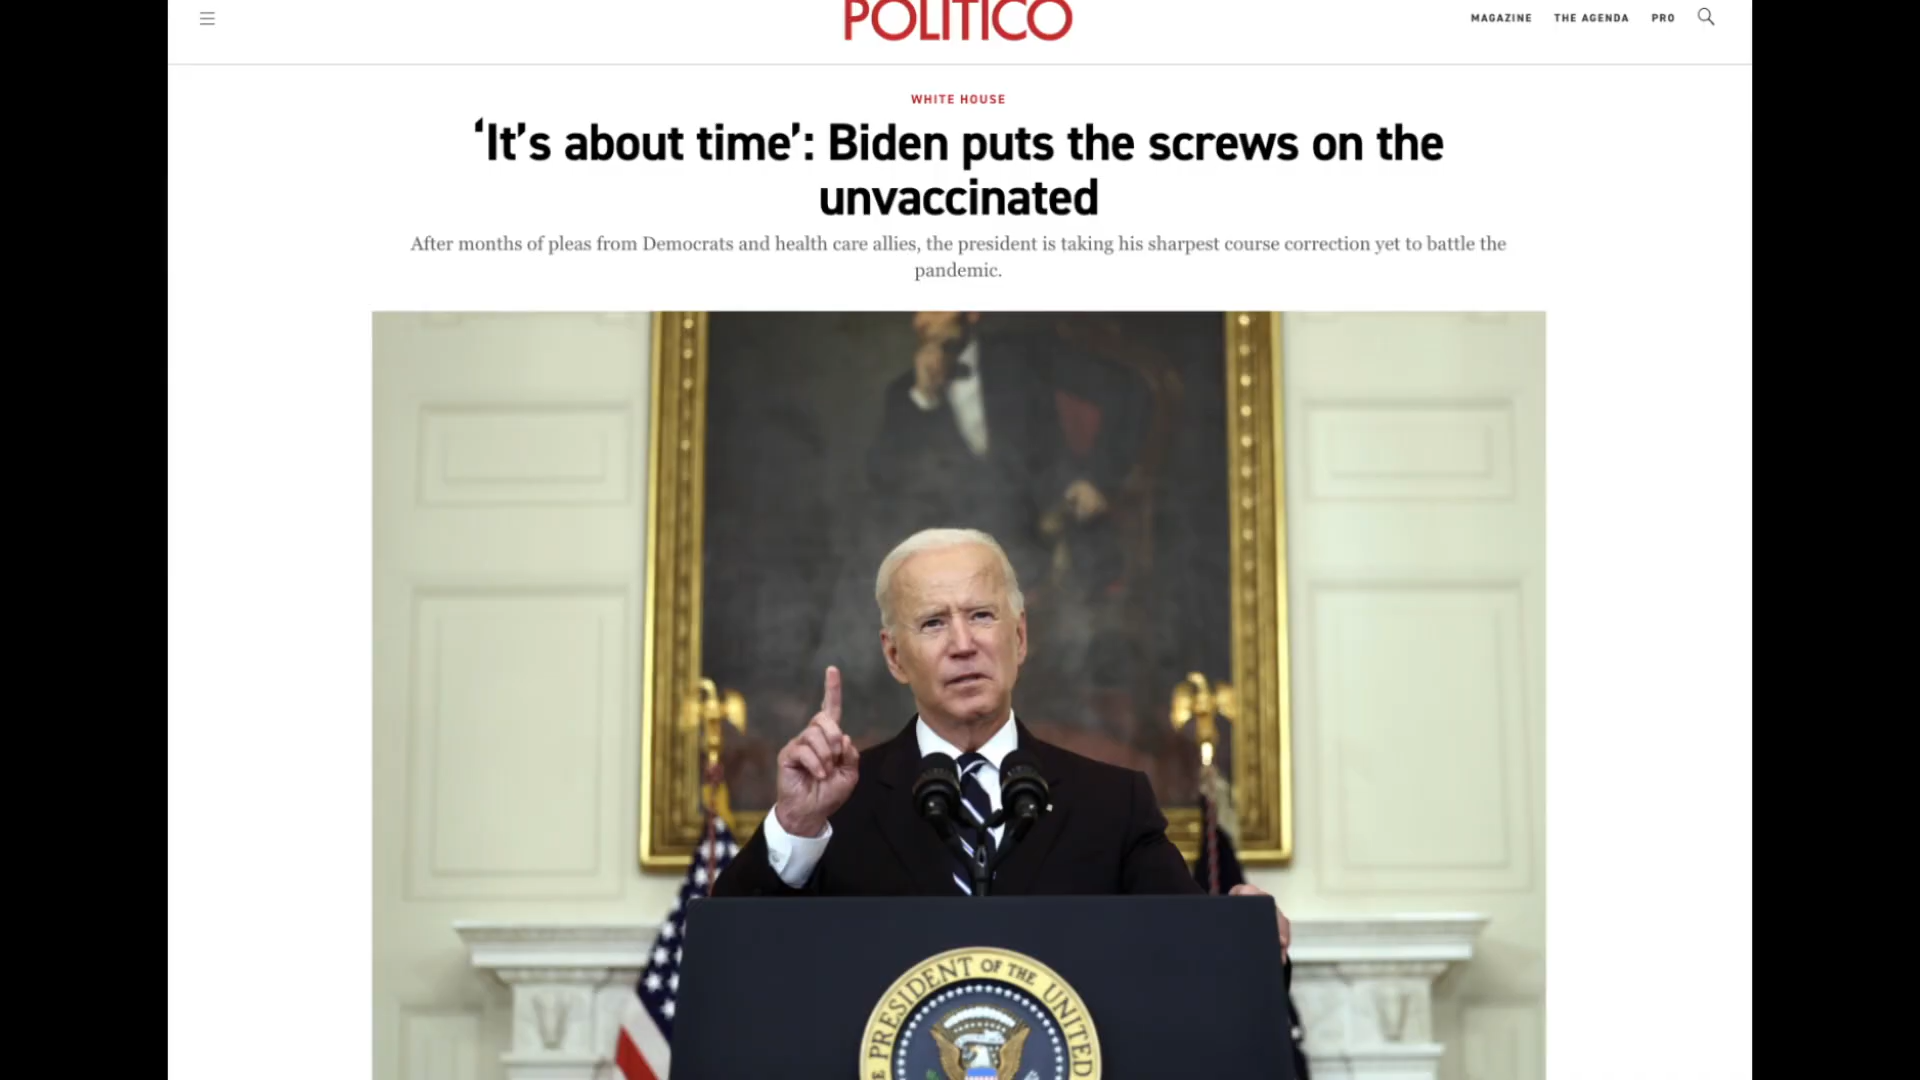 POLITICO
MAGAZINE THE AGENDA PRO
WHITE HOUSE
‘It’s about time’: Biden puts the screws on the
unvaccinated
After months of pleas from Democrats and health care allies, the president is taking his sharpest course correction yet to battle the
pandemic.
PRESIDENT OF THE UNITED